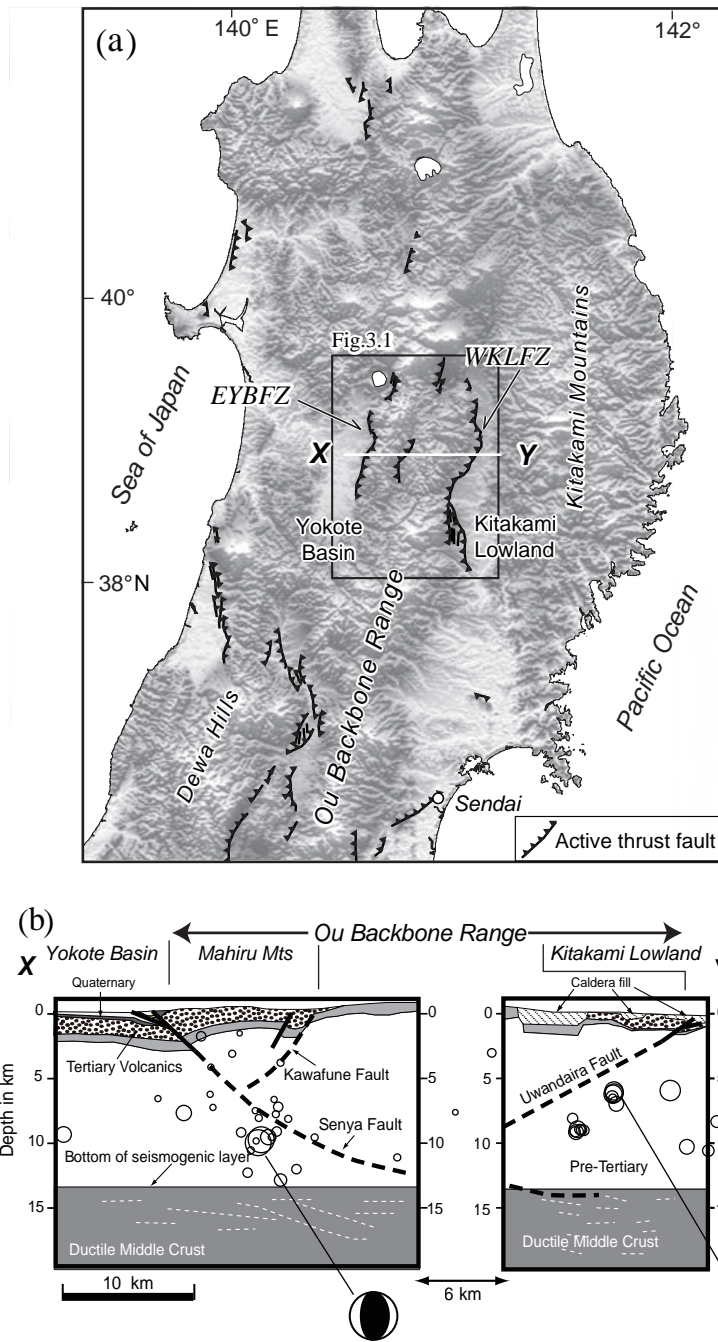 (a)
140° E
142°
40°
Fig.3.1
WKLFZ
EYBFZ
X
Y
Sea of Japan
Kitakami Mountains
Yokote
Basin
Kitakami
Lowland
38°N
Pacific Ocean
Dewa Hills
Ou Backbone Range
Sendai
Active thrust fault
(b)
Ou Backbone Range
X
Yokote Basin
Mahiru Mts
Kitakami Lowland
Quaternary
Caldera fill
0
0
0
0
Tertiary Volcanics
Kawafune Fault
Uwandaira Fault
5
5
5
5
Senya Fault
Depth in km
10
10
10
10
Bottom of seismogenic layer
Pre-Tertiary
15
15
15
15
Ductile Middle Crust
Ductile Middle Crust
10 km
6 km